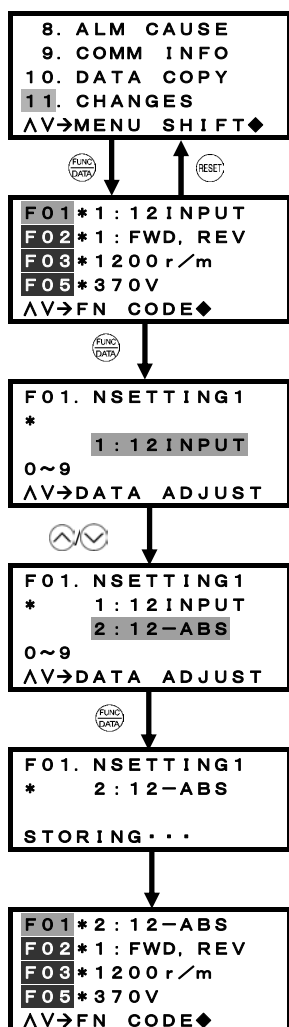 8. ALM CAUSE
9. COMM INFO
10. DATA COPY
11. CHANGES
∧∨→MENU SHIFT◆
FUNC DATA
RESET
F01*1:12INPUT
F02*1:FWD, REV
F03*1200r/m
F05*370V
∧∨→FN CODE◆
FUNC DATA
F01. NSETTING1
*
1:12INPUT
0~9
∧∨→DATA ADJUST
∧/∨
F01. NSETTING1
* 1:12INPUT
2:12-ABS
0~9
∧∨→DATA ADJUST
FUNC DATA
F01. NSETTING1
* 2:12-ABS
STORING···
F01*2:12-ABS
F02*1:FWD, REV
F03*1200r/m
F05*370V
∧∨→FN CODE◆